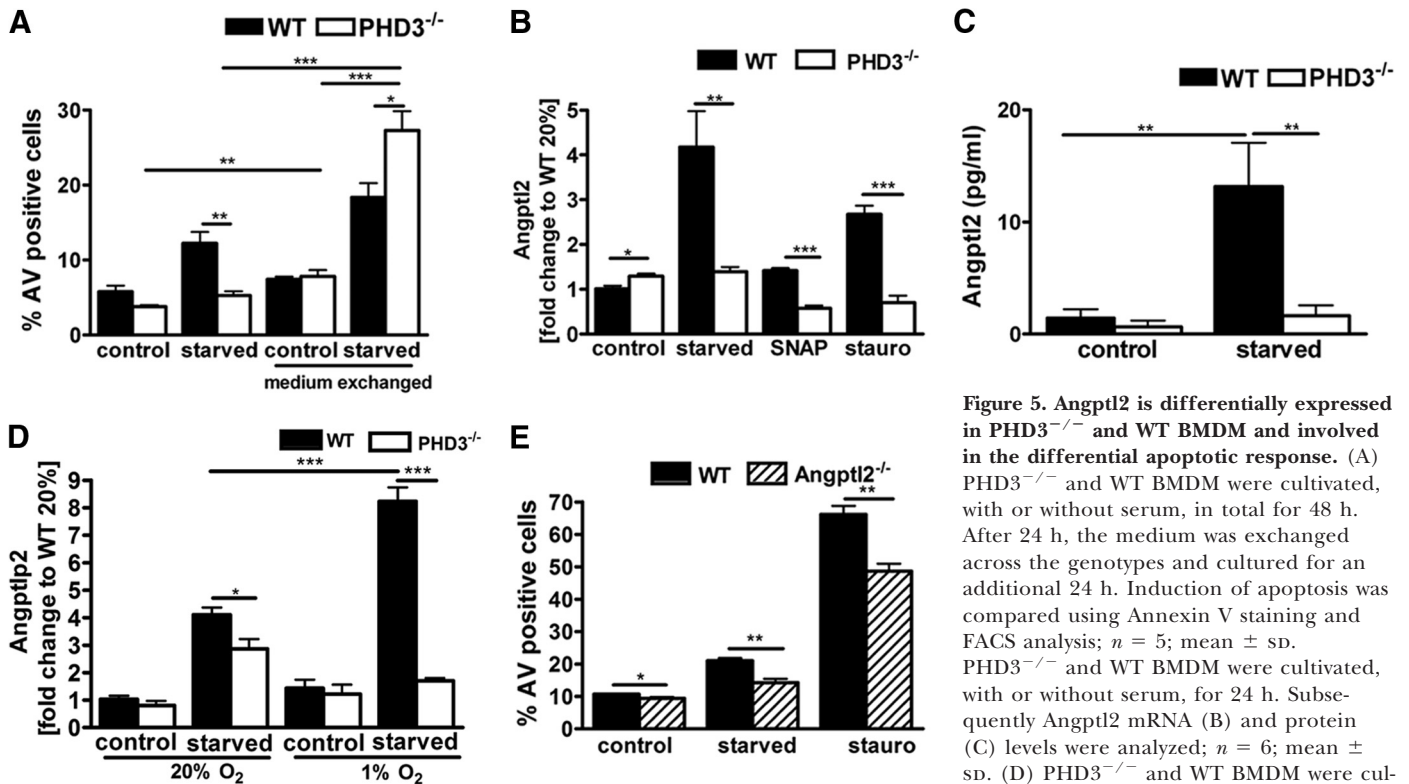 A
WT PHD3-/-
***
***
*
**
**
% AV positive cells
30
20
10
0
control starved control starved
medium exchanged
B
WT PHD3-/-
**
***
*
***
Angptl2
[fold change to WT 20%]
5
4
3
2
1
0
control starved SNAP stauro
C
WT PHD3-/-
** **
Angptl2 (pg/ml)
20
10
0
control starved
D
WT PHD3-/-
***
***
*
Angptlp2
[fold change to WT 20%]
9
8
7
6
5
4
3
2
1
0
control starved control starved
20% O2 1% O2
E
WT Angptl2-/-
**
**
*
% AV positive cells
70
60
50
40
30
20
10
0
control starved stauro
Figure 5. Angptl2 is differentially expressed
in PHD3−/− and WT BMDM and involved
in the differential apoptotic response. (A)
PHD3−/− and WT BMDM were cultivated,
with or without serum, in total for 48 h.
After 24 h, the medium was exchanged
across the genotypes and cultured for an
additional 24 h. Induction of apoptosis was
compared using Annexin V staining and
FACS analysis; n = 5; mean ± SD.
PHD3−/− and WT BMDM were cultivated,
with or without serum, for 24 h. Subse-
quently Angptl2 mRNA (B) and protein
(C) levels were analyzed; n = 6; mean ±
SD. (D) PHD3−/− and WT BMDM were cul-